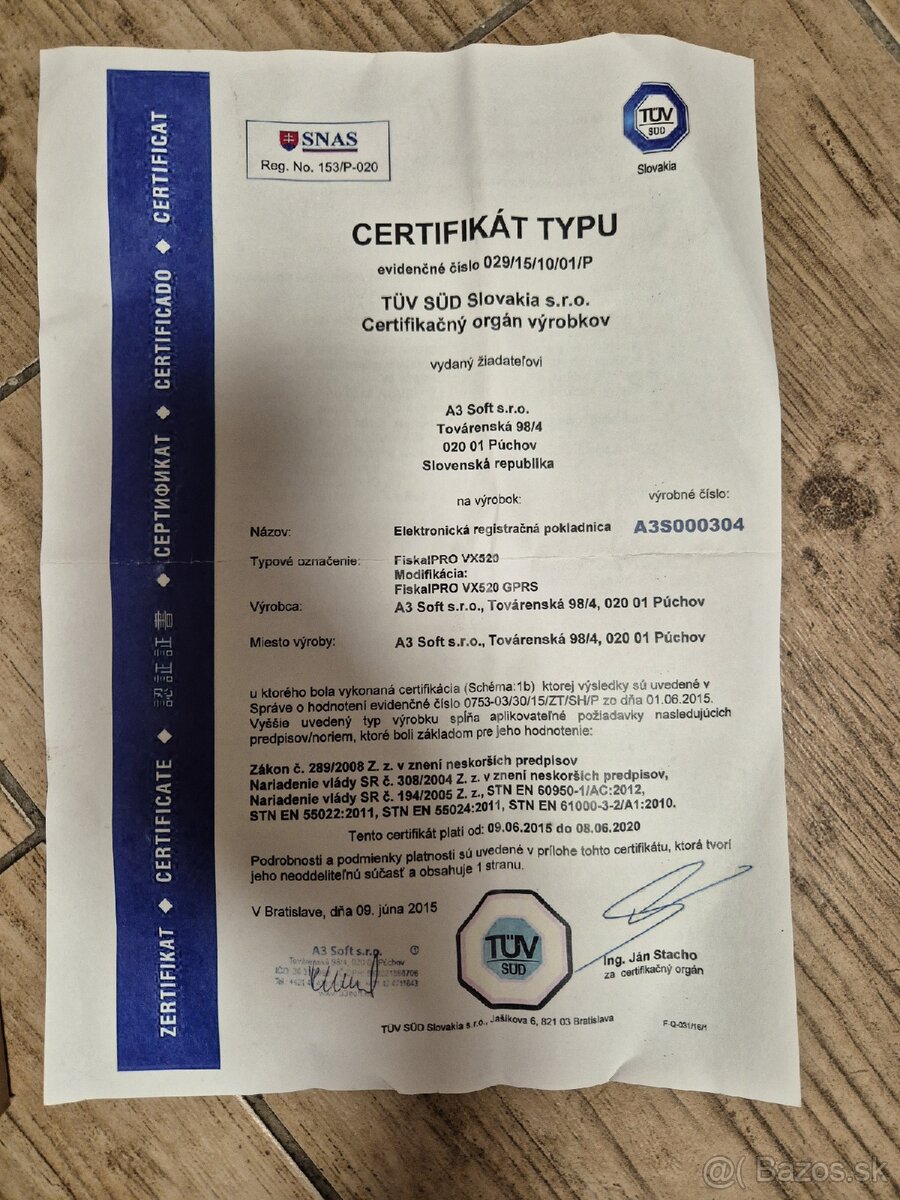 SNAS
Reg. No. 153/P-020
TÜV
SÜD
Slovakia
ZERTIFIKAT ◆ CERTIFICATE ◆ 認証証書 ◆ СЕРТИФИКАТ ◆ CERTIFICADO ◆ CERTIFICAT
CERTIFIKÁT TYPU
evidenčné číslo 029/15/10/01/P
TÜV SÜD Slovakia s.r.o.
Certifikačný orgán výrobkov
vydaný žiadateľovi
A3 Soft s.r.o.
Továrenská 98/4
020 01 Púchov
Slovenská republika
na výrobok:
výrobné číslo:
Názov: Elektronická registračná pokladnica A3S000304
Typové označenie: FiskalPRO VX520
Modifikácia:
FiskalPRO VX520 GPRS
Výrobca: A3 Soft s.r.o., Továrenská 98/4, 020 01 Púchov
Miesto výroby: A3 Soft s.r.o., Továrenská 98/4, 020 01 Púchov
u ktorého bola vykonaná certifikácia (Schéma:1b) ktorej výsledky sú uvedené v
Správe o hodnotení evidenčné číslo 0753-03/30/15/ZT/SH/P zo dňa 01.06.2015.
Vyššie uvedený typ výrobku spĺňa aplikovateľné požiadavky nasledujúcich
predpisov/noriem, ktoré boli základom pre jeho hodnotenie:
Zákon č. 289/2008 Z. z. v znení neskorších predpisov
Nariadenie vlády SR č. 308/2004 Z. z. v znení neskorších predpisov,
Nariadenie vlády SR č. 194/2005 Z. z., STN EN 60950-1/AC:2012,
STN EN 55022:2011, STN EN 55024:2011, STN EN 61000-3-2/A1:2010.
Tento certifikát platí od: 09.06.2015 do 08.06.2020
Podrobnosti a podmienky platnosti sú uvedené v prílohe tohto certifikátu, ktorá tvorí
jeho neoddeliteľnú súčasť a obsahuje 1 stranu.
V Bratislave, dňa 09. júna 2015
A3 Soft s.r.o.
Púchov
TÜV
SÜD
Ing. Ján Stacho
za certifikačný orgán
TÜV SÜD Slovakia s.r.o., Jašíkova 6, 821 03 Bratislava
F-Q-031/16/1
@( Bazos.sk